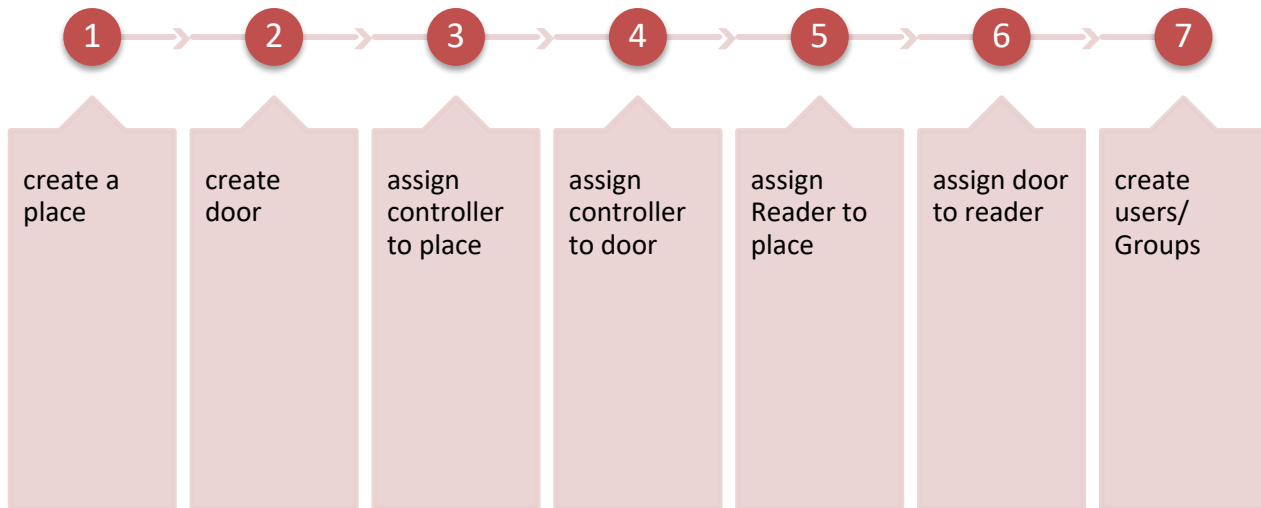 1
2
3
4
5
6
7
create a
place
create
door
assign
controller
to place
assign
controller
to door
assign
Reader to
place
assign door
to reader
create
users/
Groups